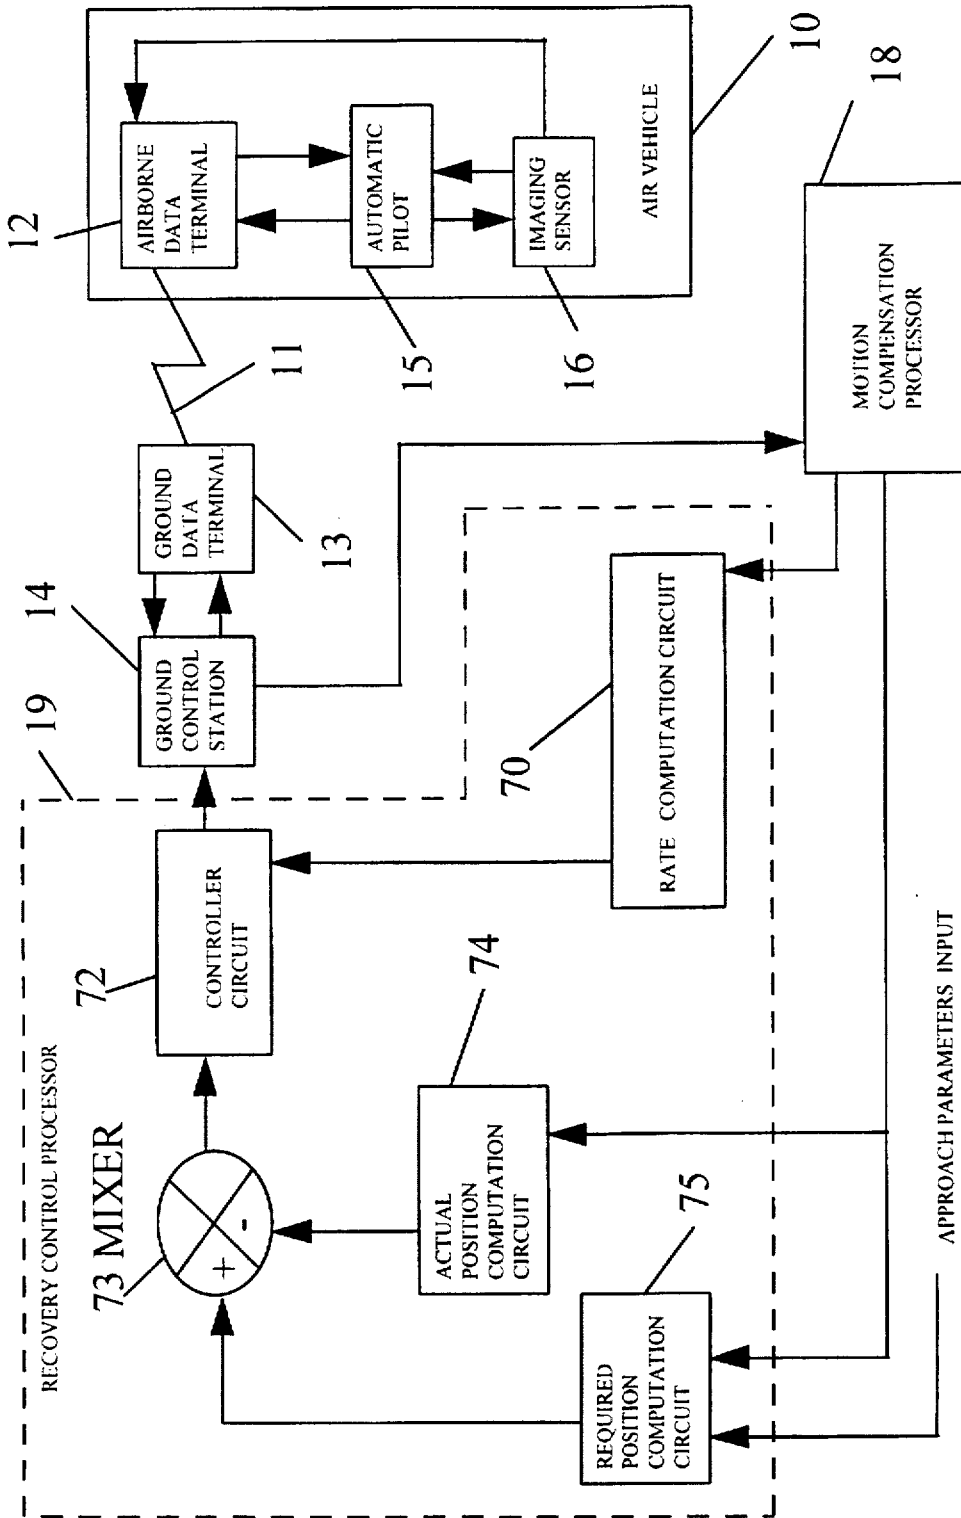 RECOVERY CONTROL PROCESSOR
19
14
12
73 MIXER
72
+
-
CONTROLLER
CIRCUIT
GROUND
CONTROL
STATION
GROUND
DATA
TERMINAL
13
11
AIRBORNE
DATA
TERMINAL
15
AUTOMATIC
PILOT
16
IMAGING
SENSOR
AIR VEHICLE
10
74
ACTUAL
POSITION
COMPUTATION
CIRCUIT
75
REQUIRED
POSITION
COMPUTATION
CIRCUIT
70
RATE COMPUTATION CIRCUIT
18
MOTION
COMPENSATION
PROCESSOR
APPROACH PARAMETERS INPUT